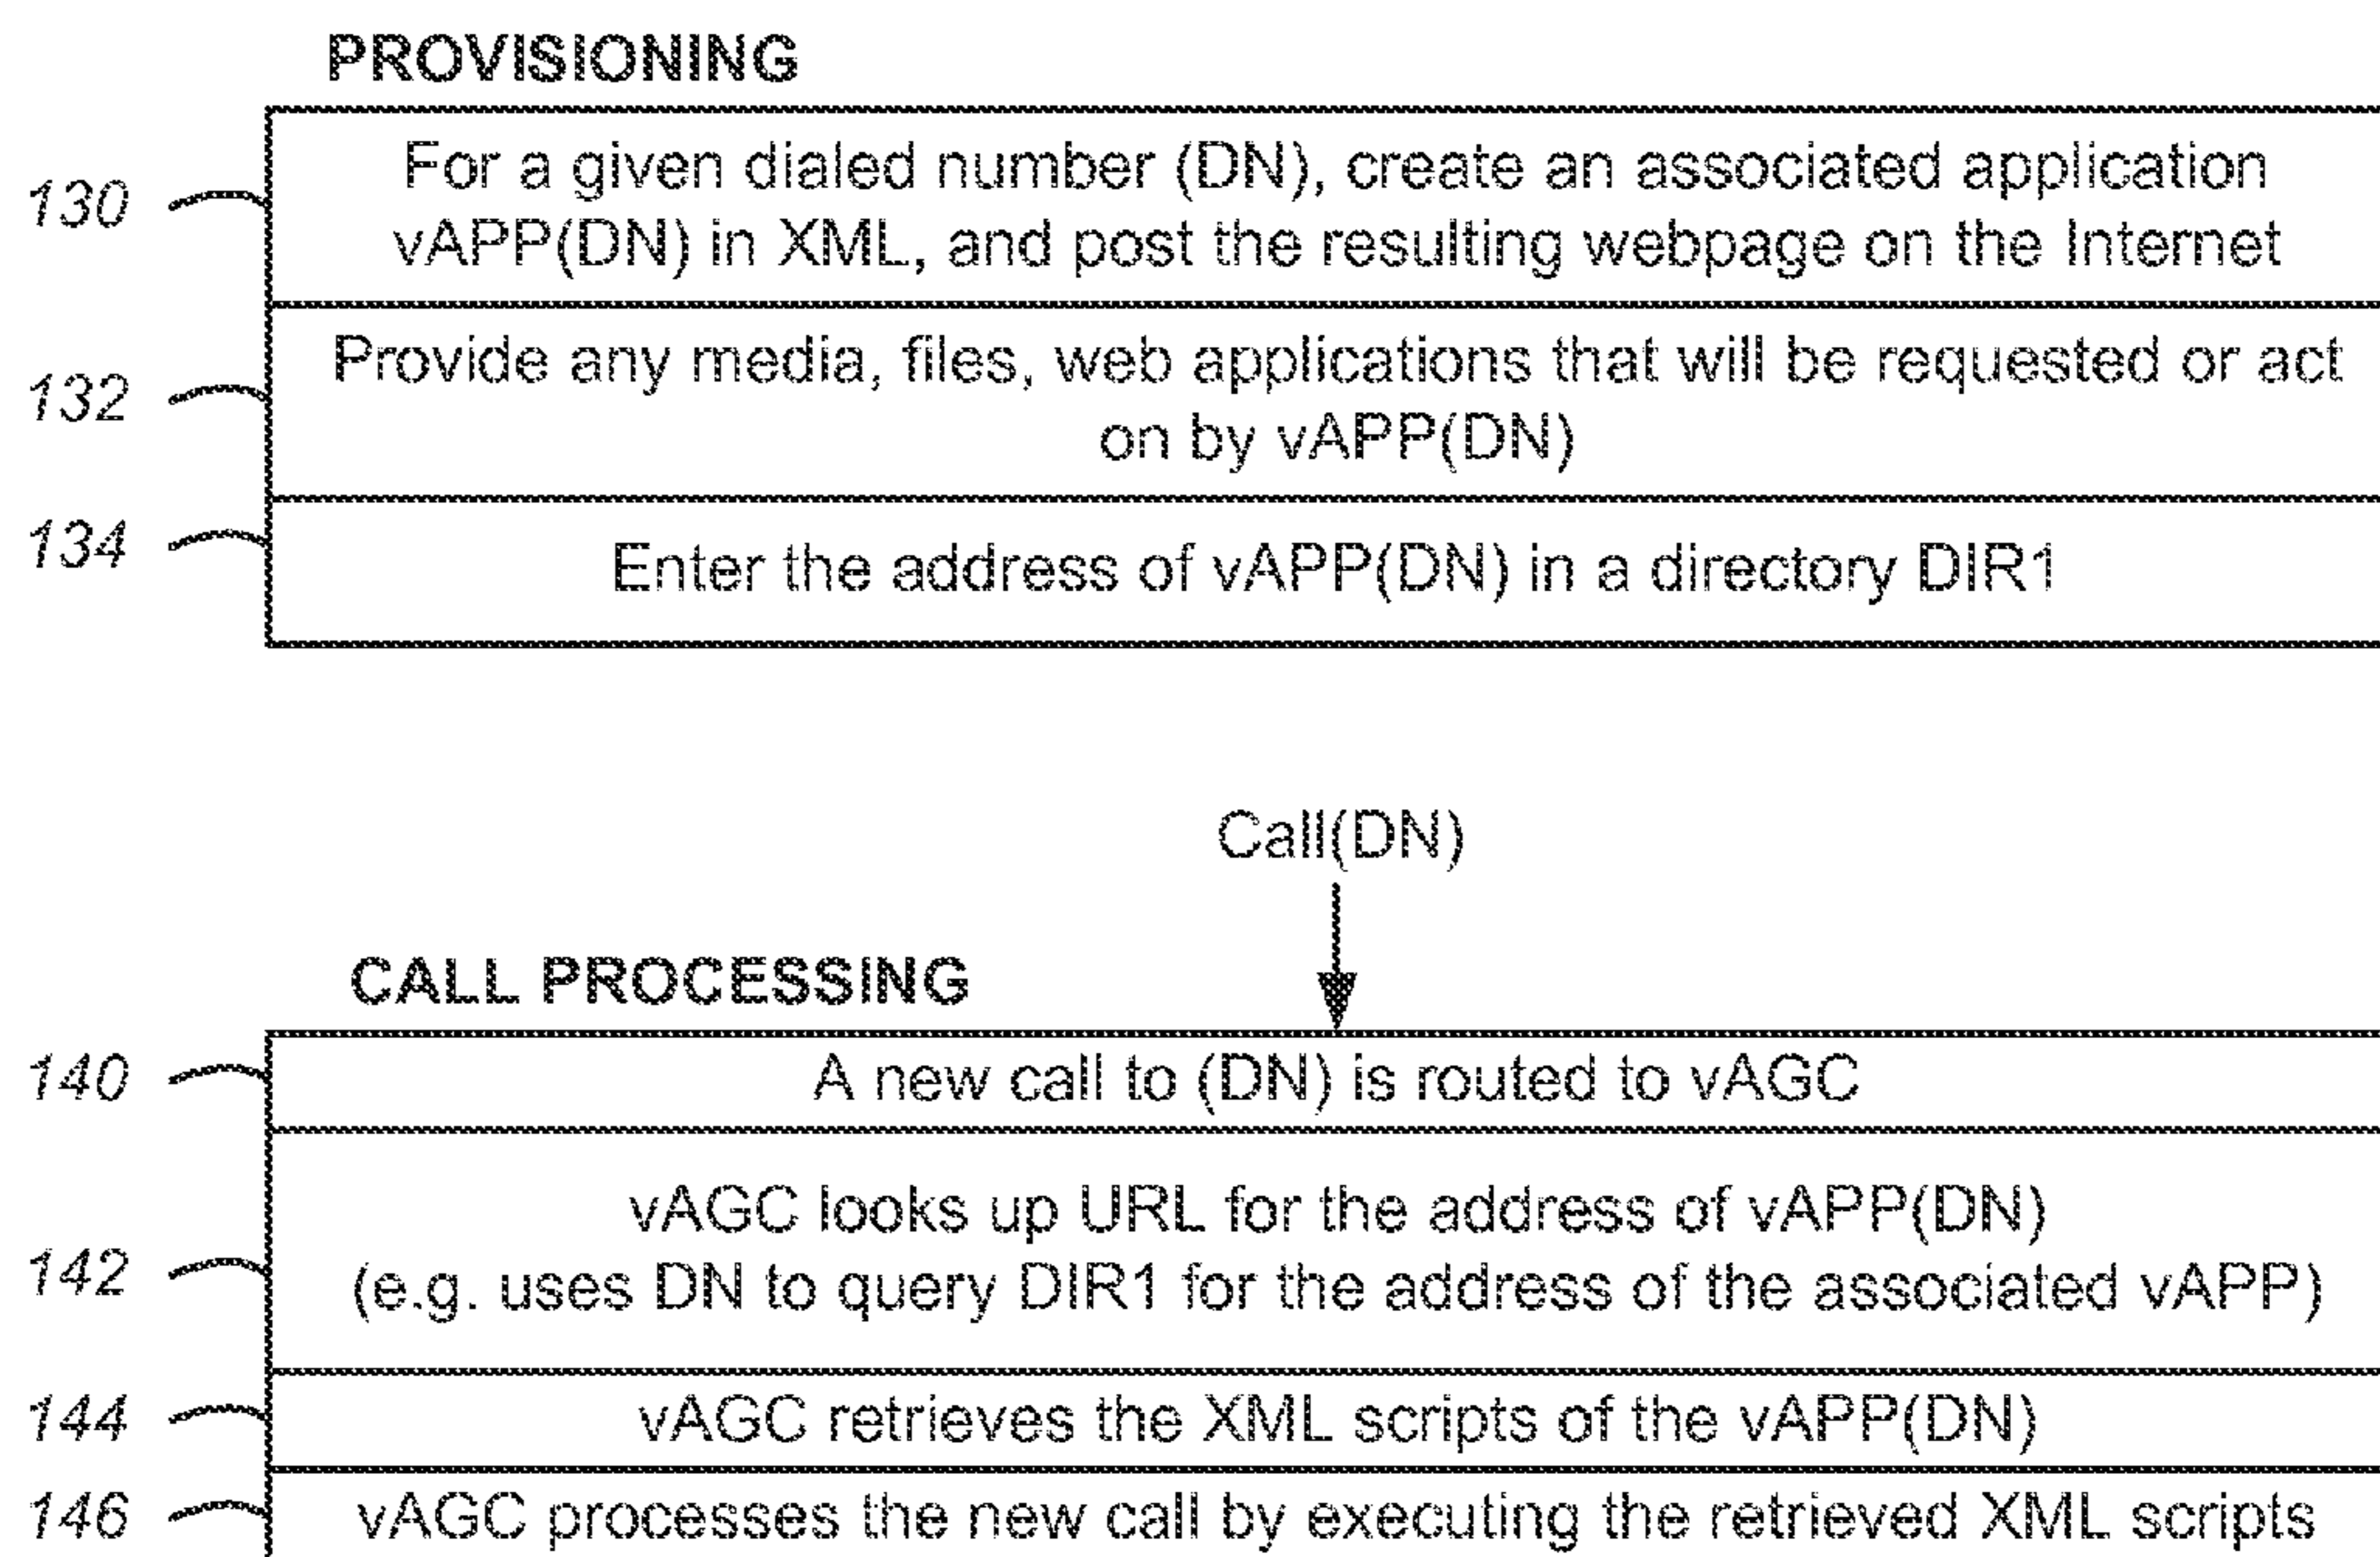 PROVISIONING
130
For a given dialed number (DN), create an associated application
vAPP(DN) in XML, and post the resulting webpage on the Internet
132
Provide any media, files, web applications that will be requested or act
on by vAPP(DN)
134
Enter the address of vAPP(DN) in a directory DIR1
Call(DN)
CALL PROCESSING
140
A new call to (DN) is routed to vAGC
142
vAGC looks up URL for the address of vAPP(DN)
(e.g. uses DN to query DIR1 for the address of the associated vAPP)
144
vAGC retrieves the XML scripts of the vAPP(DN)
146
vAGC processes the new call by executing the retrieved XML scripts